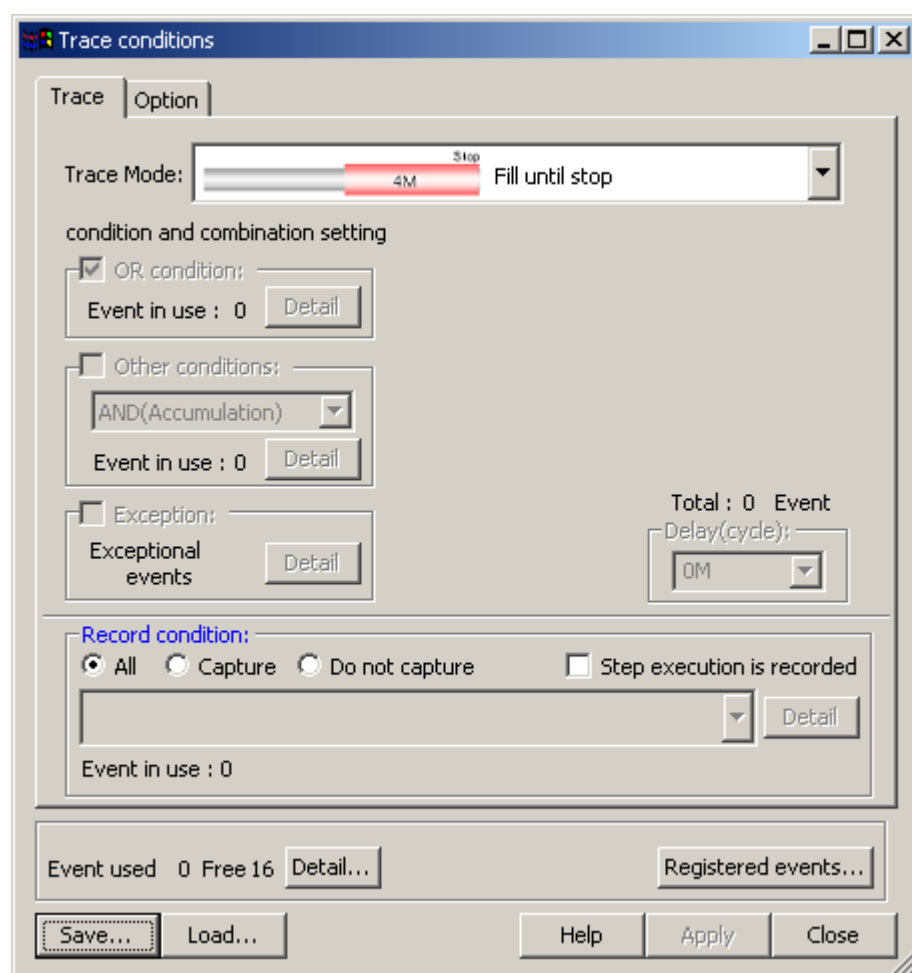 Trace conditions
Trace Option
Trace Mode: 4M Stop Fill until stop
condition and combination setting
OR condition:
Event in use : 0 Detail
Other conditions:
AND(Accumulation)
Event in use : 0 Detail
Exception:
Exceptional events Detail
Total : 0 Event
Delay(cycle):
0M
Record condition:
All Capture Do not capture Step execution is recorded
Detail
Event in use : 0
Event used 0 Free 16 Detail... Registered events...
Save... Load... Help Apply Close